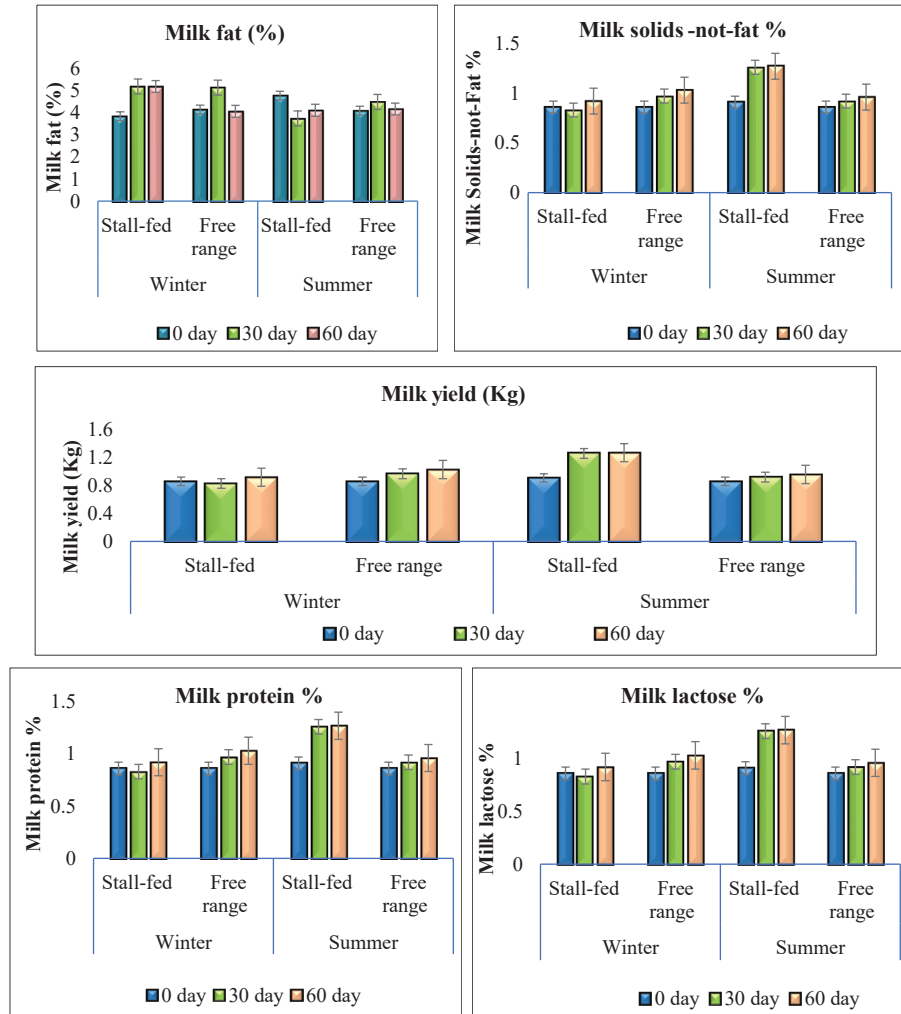 Milk fat (%)
Milk fat (%)
6
5
4
3
2
1
0
Stall-fed
Free
range
Stall-fed
Free
range
Winter
Summer
0 day
30 day
60 day
Milk solids -not-fat %
Milk Solids-not-Fat %
1.5
1
0.5
0
Stall-fed
Free
range
Stall-fed
Free
range
Winter
Summer
0 day
30 day
60 day
Milk yield (Kg)
Milk yield (Kg)
1.6
1.2
0.8
0.4
0
Stall-fed
Free range
Stall-fed
Free range
Winter
Summer
0 day
30 day
60 day
Milk protein %
Milk protein %
1.5
1
0.5
0
Stall-fed
Free
range
Stall-fed
Free
range
Winter
Summer
0 day
30 day
60 day
Milk lactose %
Milk lactose %
1
0.5
0
Stall-fed
Free
range
Stall-fed
Free
range
Winter
Summer
0 day
30 day
60 day